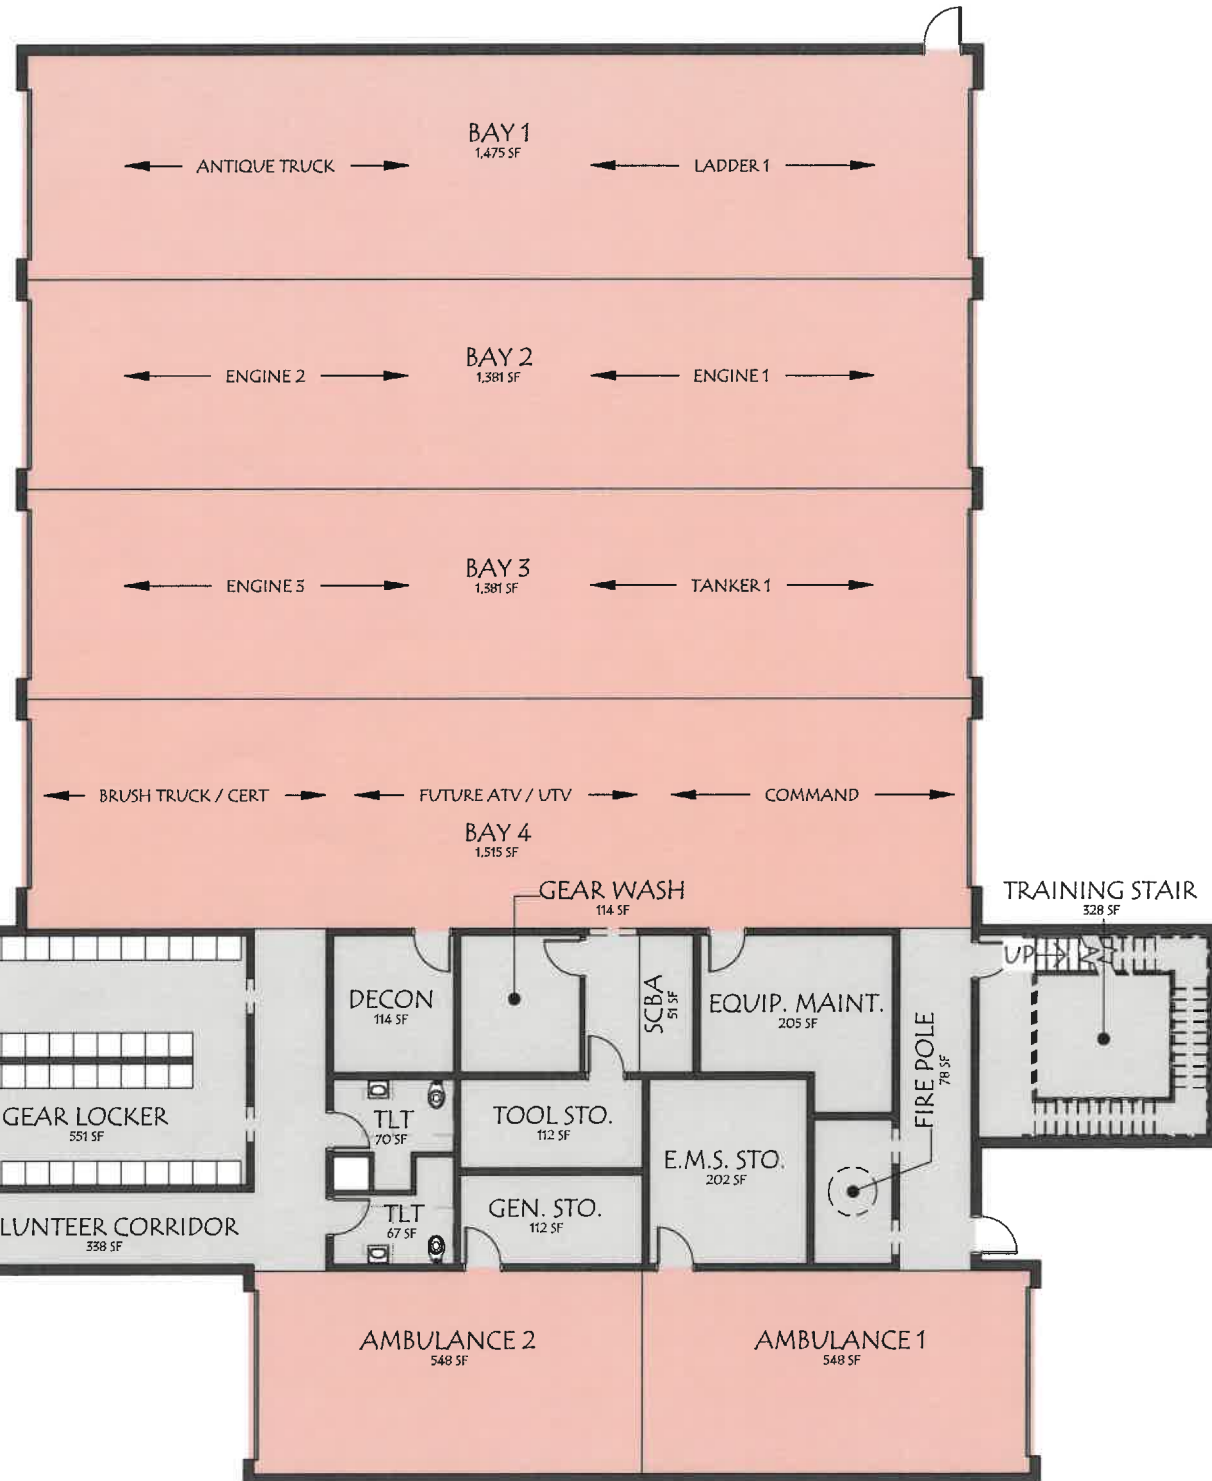 BAY 1
1,475 SF
ANTIQUE TRUCK
LADDER 1
BAY 2
1,381 SF
ENGINE 2
ENGINE 1
BAY 3
1,381 SF
ENGINE 3
TANKER 1
BRUSH TRUCK / CERT
FUTURE ATV / UTV
COMMAND
BAY 4
1,515 SF
GEAR WASH
114 SF
TRAINING STAIR
328 SF
UP
DECON
114 SF
SCBA
51 SF
EQUIP. MAINT.
205 SF
FIRE POLE
78 SF
GEAR LOCKER
551 SF
TLT
70 SF
TOOL STO.
112 SF
E.M.S. STO.
202 SF
LUNTEER CORRIDOR
338 SF
TLT
67 SF
GEN. STO.
112 SF
AMBULANCE 2
548 SF
AMBULANCE 1
548 SF